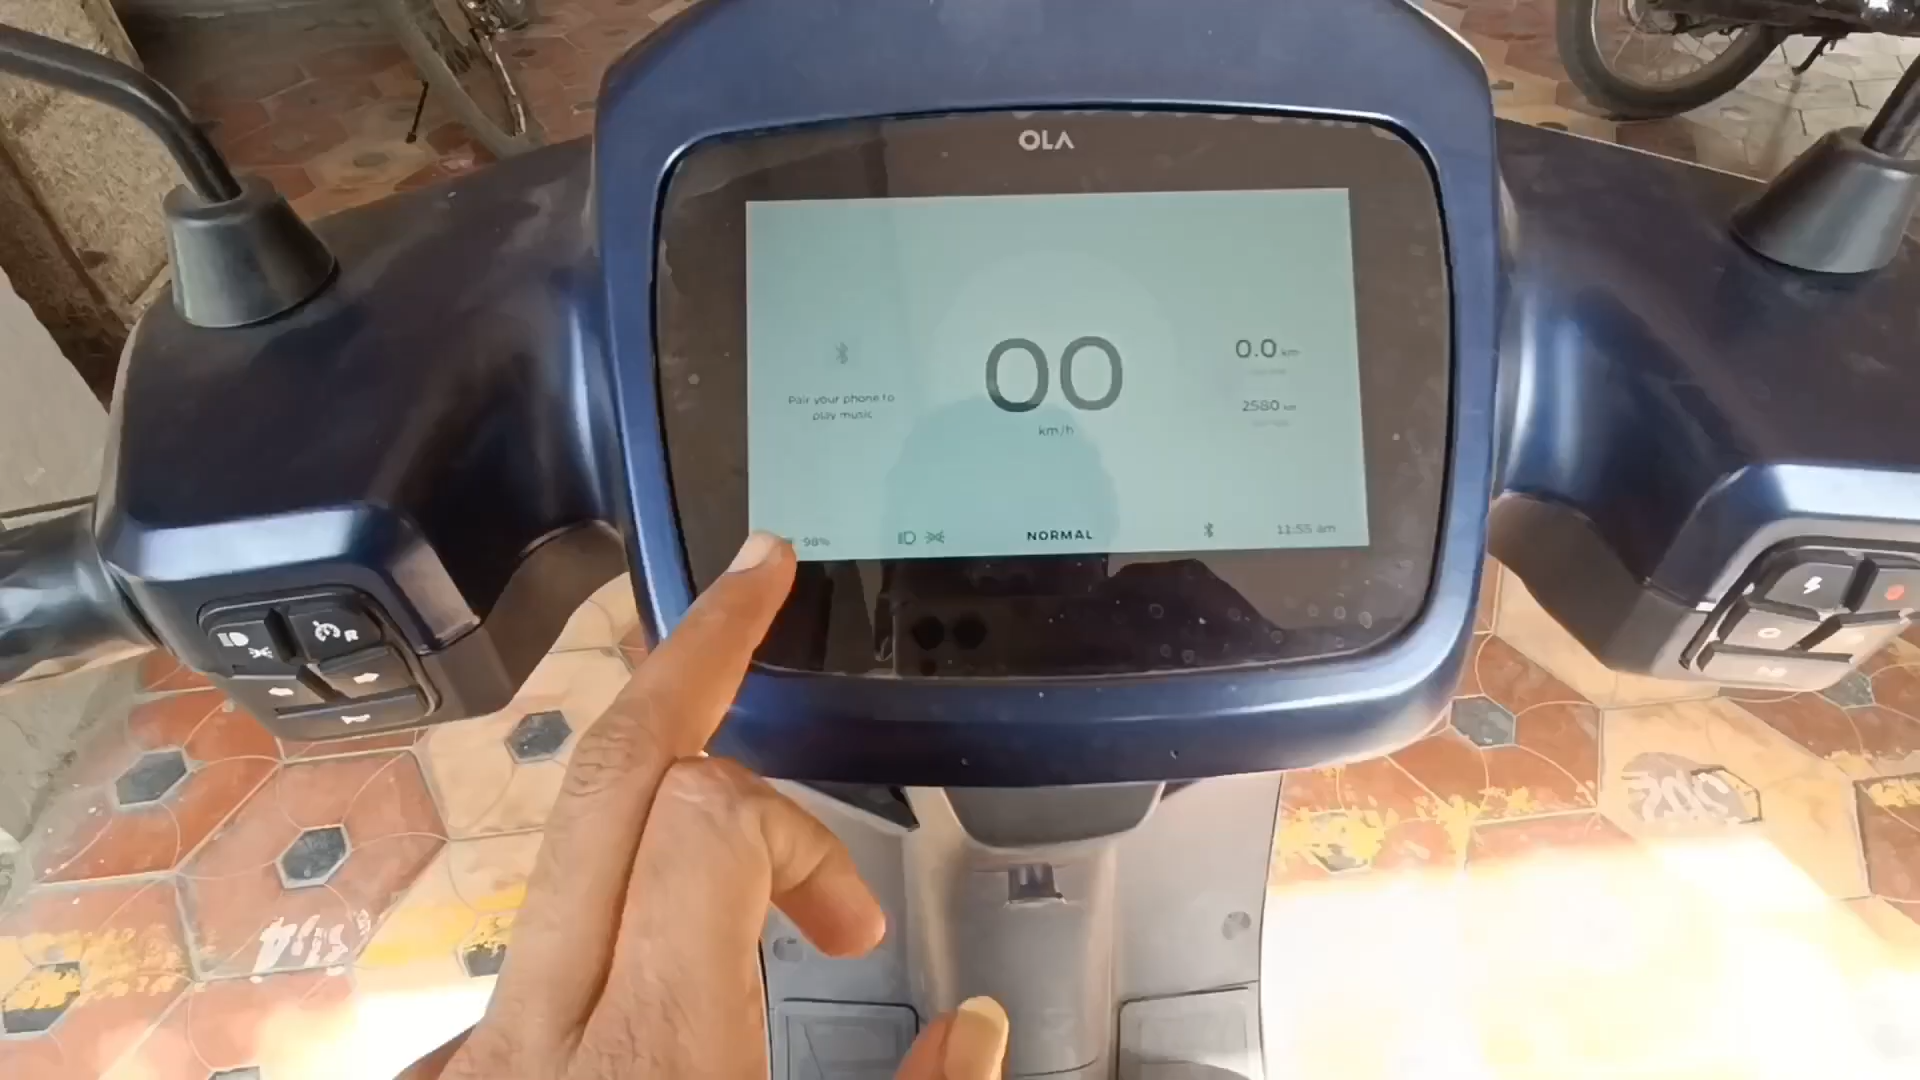 OLA
00
km/h
Pair your phone to
play music
0.0 km
2580 km
98%
NORMAL
11:55 am
R
314